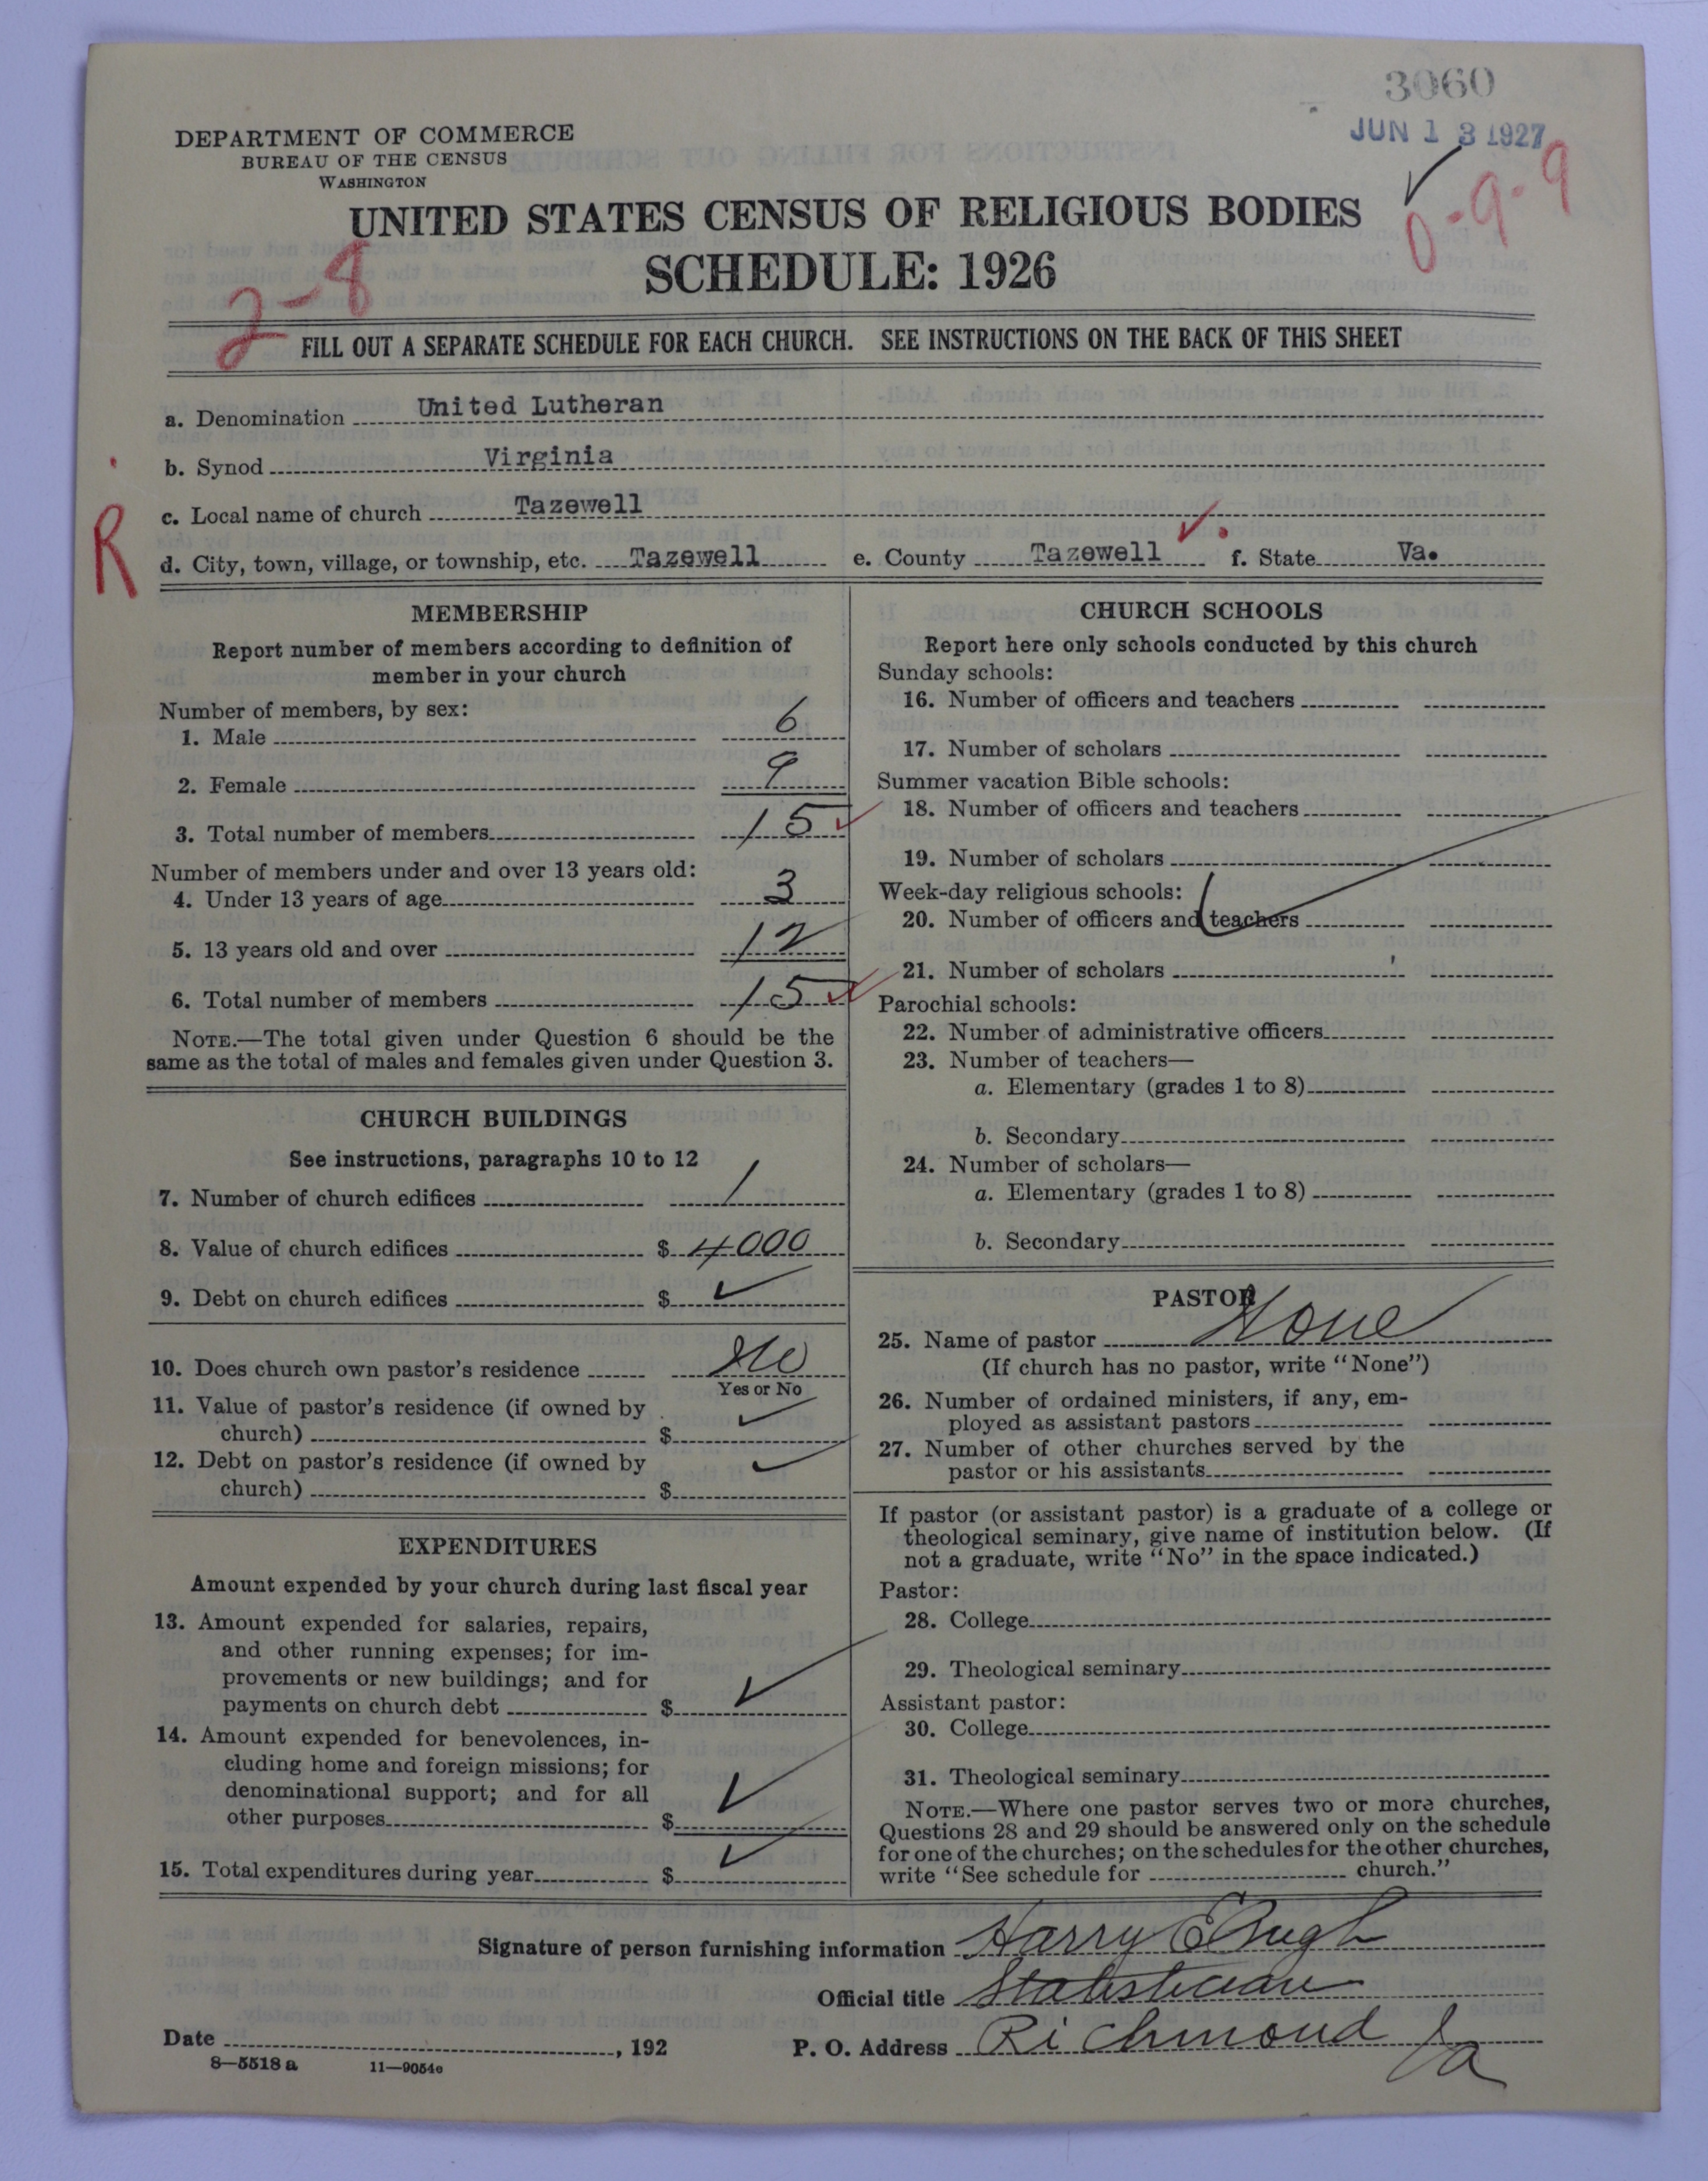 3060
JUN 13 1927
DEPARTMENT OF COMMERCE
BUREAU OF THE CENSUS
WASHINGTON
0-9-9
UNITED STATES CENSUS OF RELIGIOUS BODIES
SCHEDULE: 1926
2-8
FILL OUT A SEPARATE SCHEDULE FOR EACH CHURCH. SEE INSTRUCTIONS ON THE BACK OF THIS SHEET
a. Denomination United Lutheran
b. Synod Virginia
c. Local name of church Tazewell
R
d. City, town, village, or township, etc. Tazewell e. County Tazewell f. State Va.
MEMBERSHIP
Report number of members according to definition of
member in your church
Number of members, by sex:
1. Male 6
2. Female 9
3. Total number of members 15
Number of members under and over 13 years old:
4. Under 13 years of age 3
5. 13 years old and over 12
6. Total number of members 15
NOTE.—The total given under Question 6 should be the
same as the total of males and females given under Question 3.
CHURCH BUILDINGS
See instructions, paragraphs 10 to 12
7. Number of church edifices 1
8. Value of church edifices $ 4000
9. Debt on church edifices $
10. Does church own pastor's residence No
Yes or No
11. Value of pastor's residence (if owned by
church) $
12. Debt on pastor's residence (if owned by
church) $
EXPENDITURES
Amount expended by your church during last fiscal year
13. Amount expended for salaries, repairs,
and other running expenses; for im-
provements or new buildings; and for
payments on church debt $
14. Amount expended for benevolences, in-
cluding home and foreign missions; for
denominational support; and for all
other purposes $
15. Total expenditures during year $
CHURCH SCHOOLS
Report here only schools conducted by this church
Sunday schools:
16. Number of officers and teachers
17. Number of scholars
Summer vacation Bible schools:
18. Number of officers and teachers
19. Number of scholars
Week-day religious schools:
20. Number of officers and teachers
21. Number of scholars
Parochial schools:
22. Number of administrative officers
23. Number of teachers—
a. Elementary (grades 1 to 8)
b. Secondary
24. Number of scholars—
a. Elementary (grades 1 to 8)
b. Secondary
PASTOR
25. Name of pastor None
(If church has no pastor, write "None")
26. Number of ordained ministers, if any, em-
ployed as assistant pastors
27. Number of other churches served by the
pastor or his assistants
If pastor (or assistant pastor) is a graduate of a college or
theological seminary, give name of institution below. (If
not a graduate, write "No" in the space indicated.)
Pastor:
28. College
29. Theological seminary
Assistant pastor:
30. College
31. Theological seminary
NOTE.—Where one pastor serves two or more churches,
Questions 28 and 29 should be answered only on the schedule
for one of the churches; on the schedules for the other churches,
write "See schedule for church."
Signature of person furnishing information Harry E Pugh
Official title Statistician
Date , 192 P. O. Address Richmond Va
8—5518 a 11—9054c